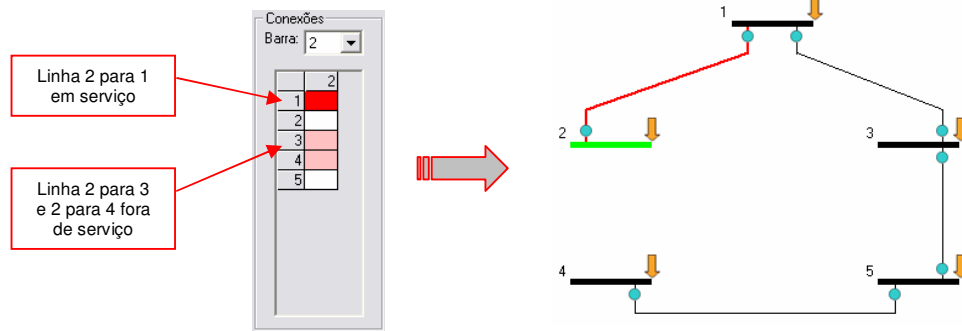 Linha 2 para 1
em serviço
Linha 2 para 3
e 2 para 4 fora
de serviço
Conexões
Barra: 2
2
1
2
3
4
5
1
2
3
4
5